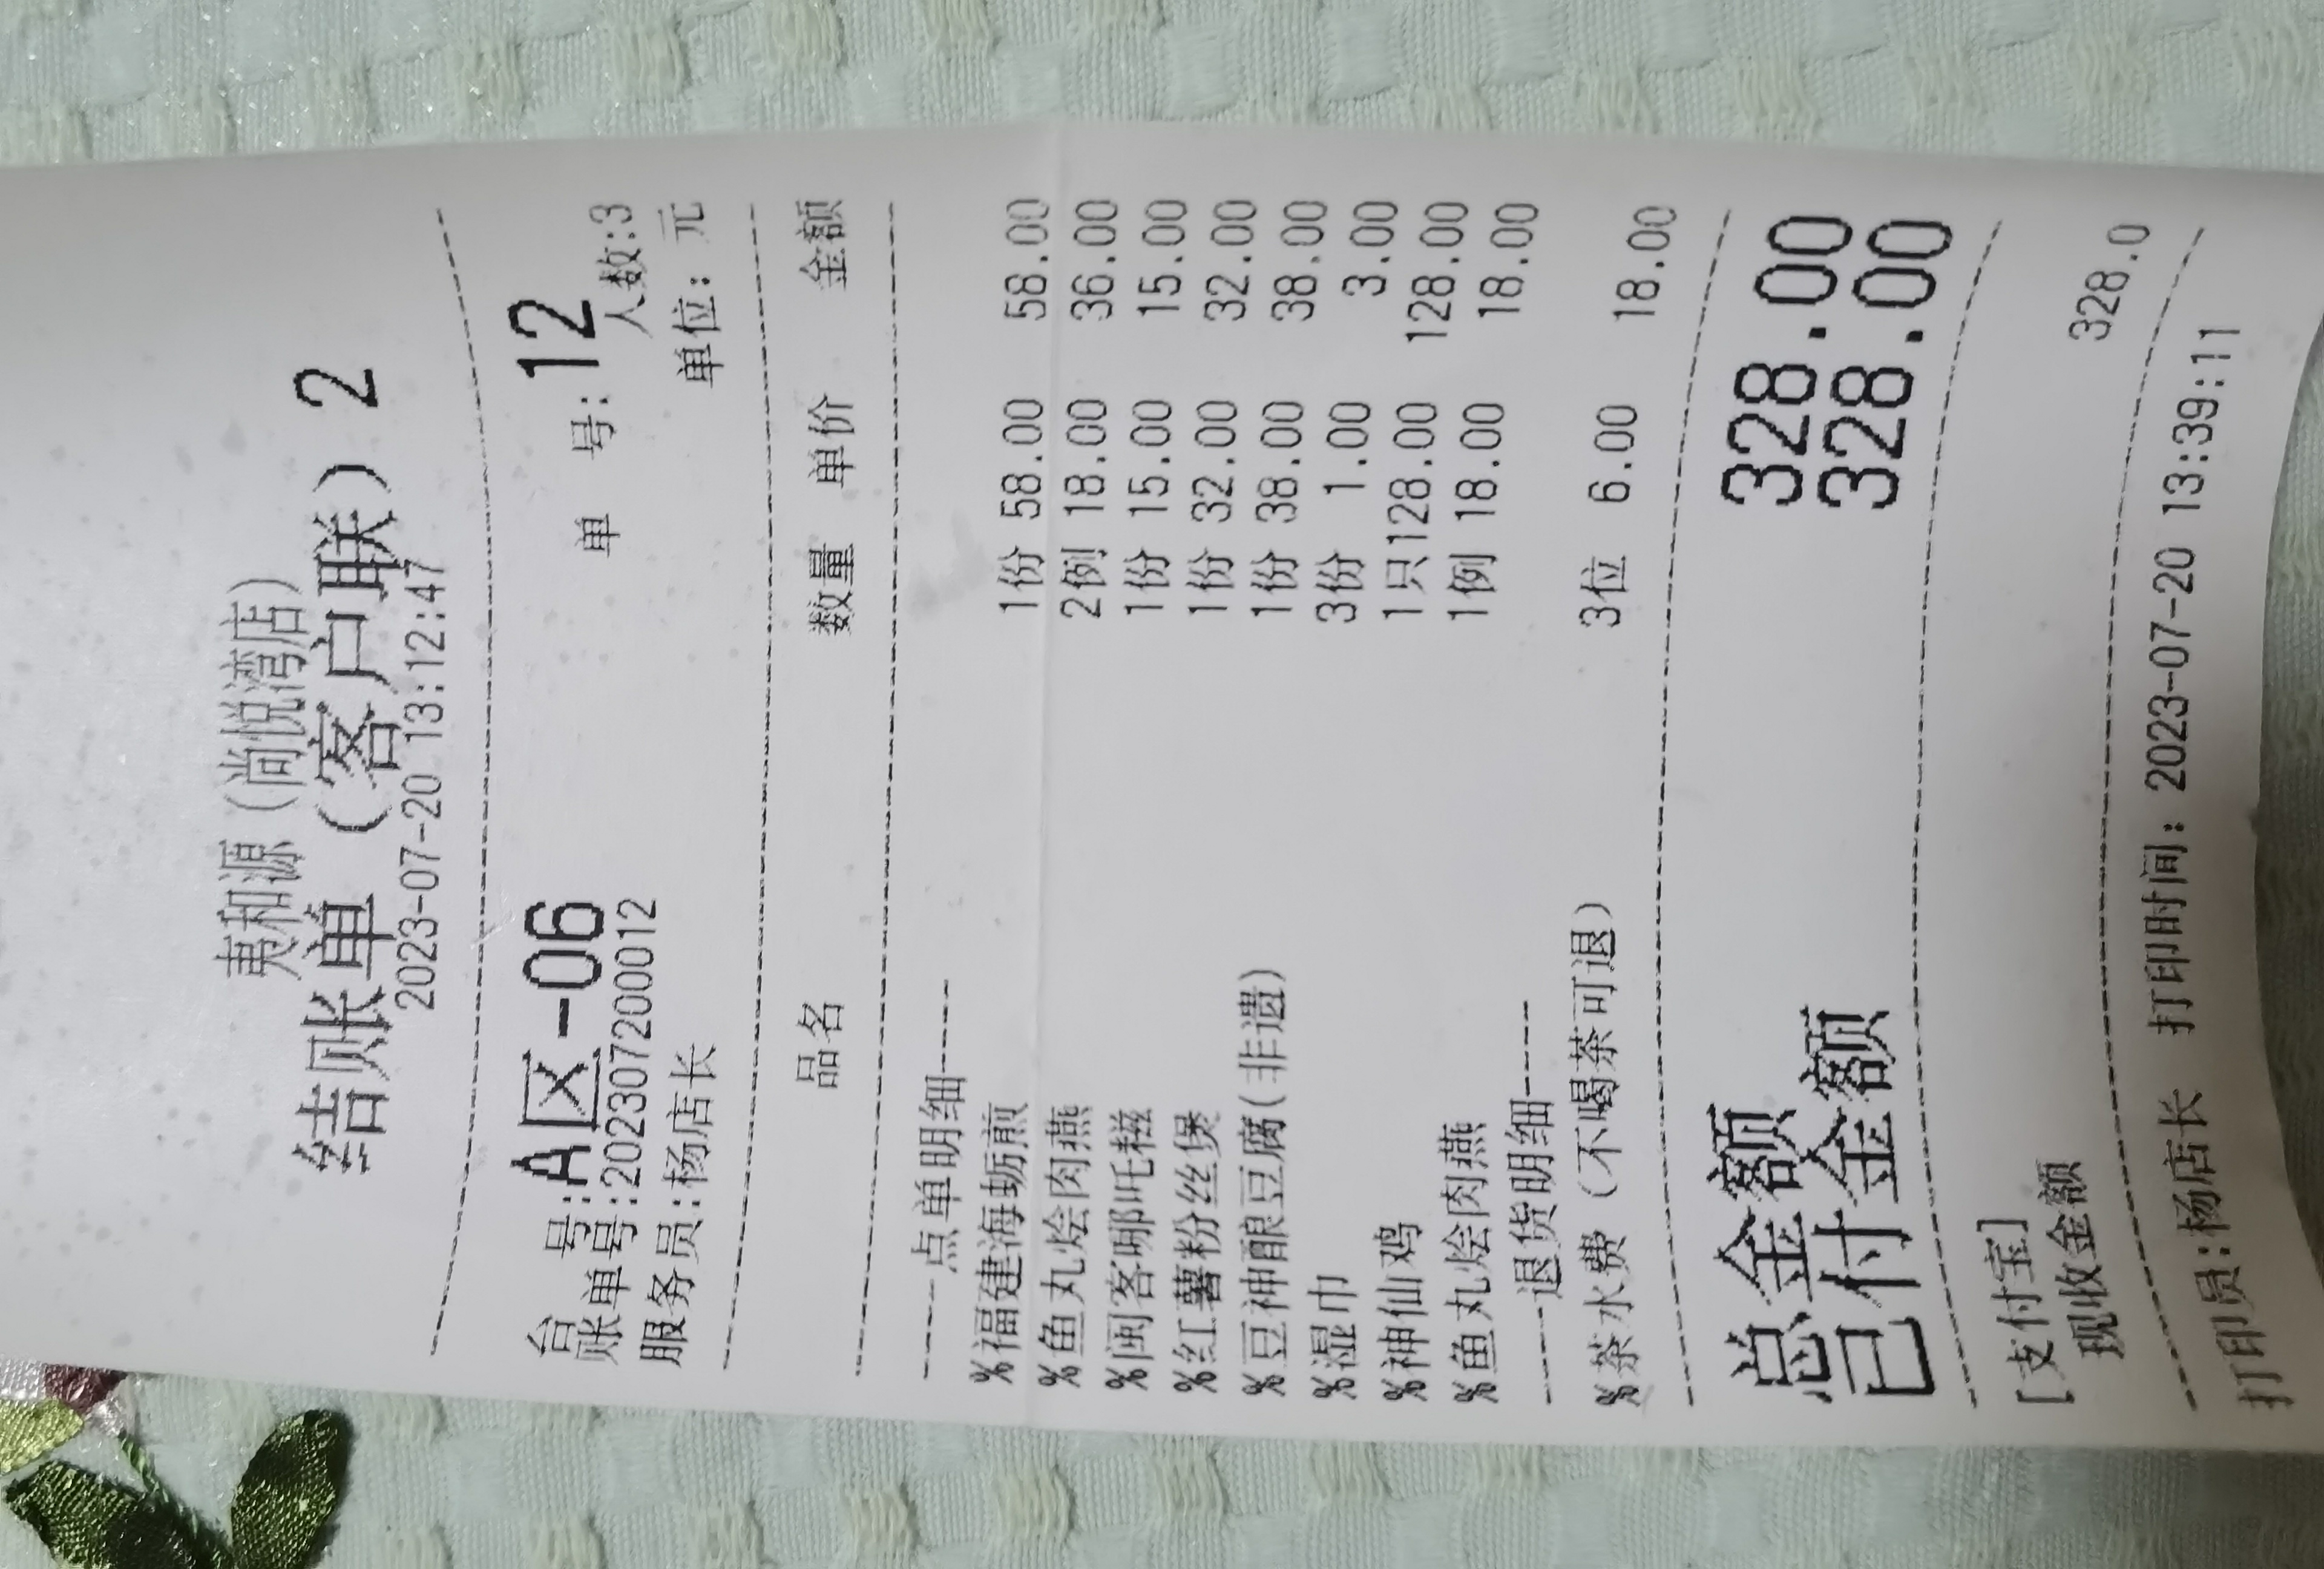 夷和源（尚悦湾店）
结账单（客户联）2
2023-07-20 13:12:47
台 号:A区-06 单 号:12
账单号:202307200012 人数:3
服务员:杨店长 单位: 元
品名 数量 单价 金额
----点单明细----
%福建海蛎煎 1份 58.00 58.00
%鱼丸烩肉燕 2例 18.00 36.00
%闽客哪吒糍 1份 15.00 15.00
%红薯粉丝煲 1份 32.00 32.00
%豆神酿豆腐(非遗) 1份 38.00 38.00
%湿巾 3份 1.00 3.00
%神仙鸡 1只128.00 128.00
%鱼丸烩肉燕 1例 18.00 18.00
----退货明细----
%茶水费（不喝茶可退） 3位 6.00 18.00
总金额 328.00
已付金额 328.00
[支付宝]
现收金额 328.0
打印员:杨店长 打印时间: 2023-07-20 13:39:11